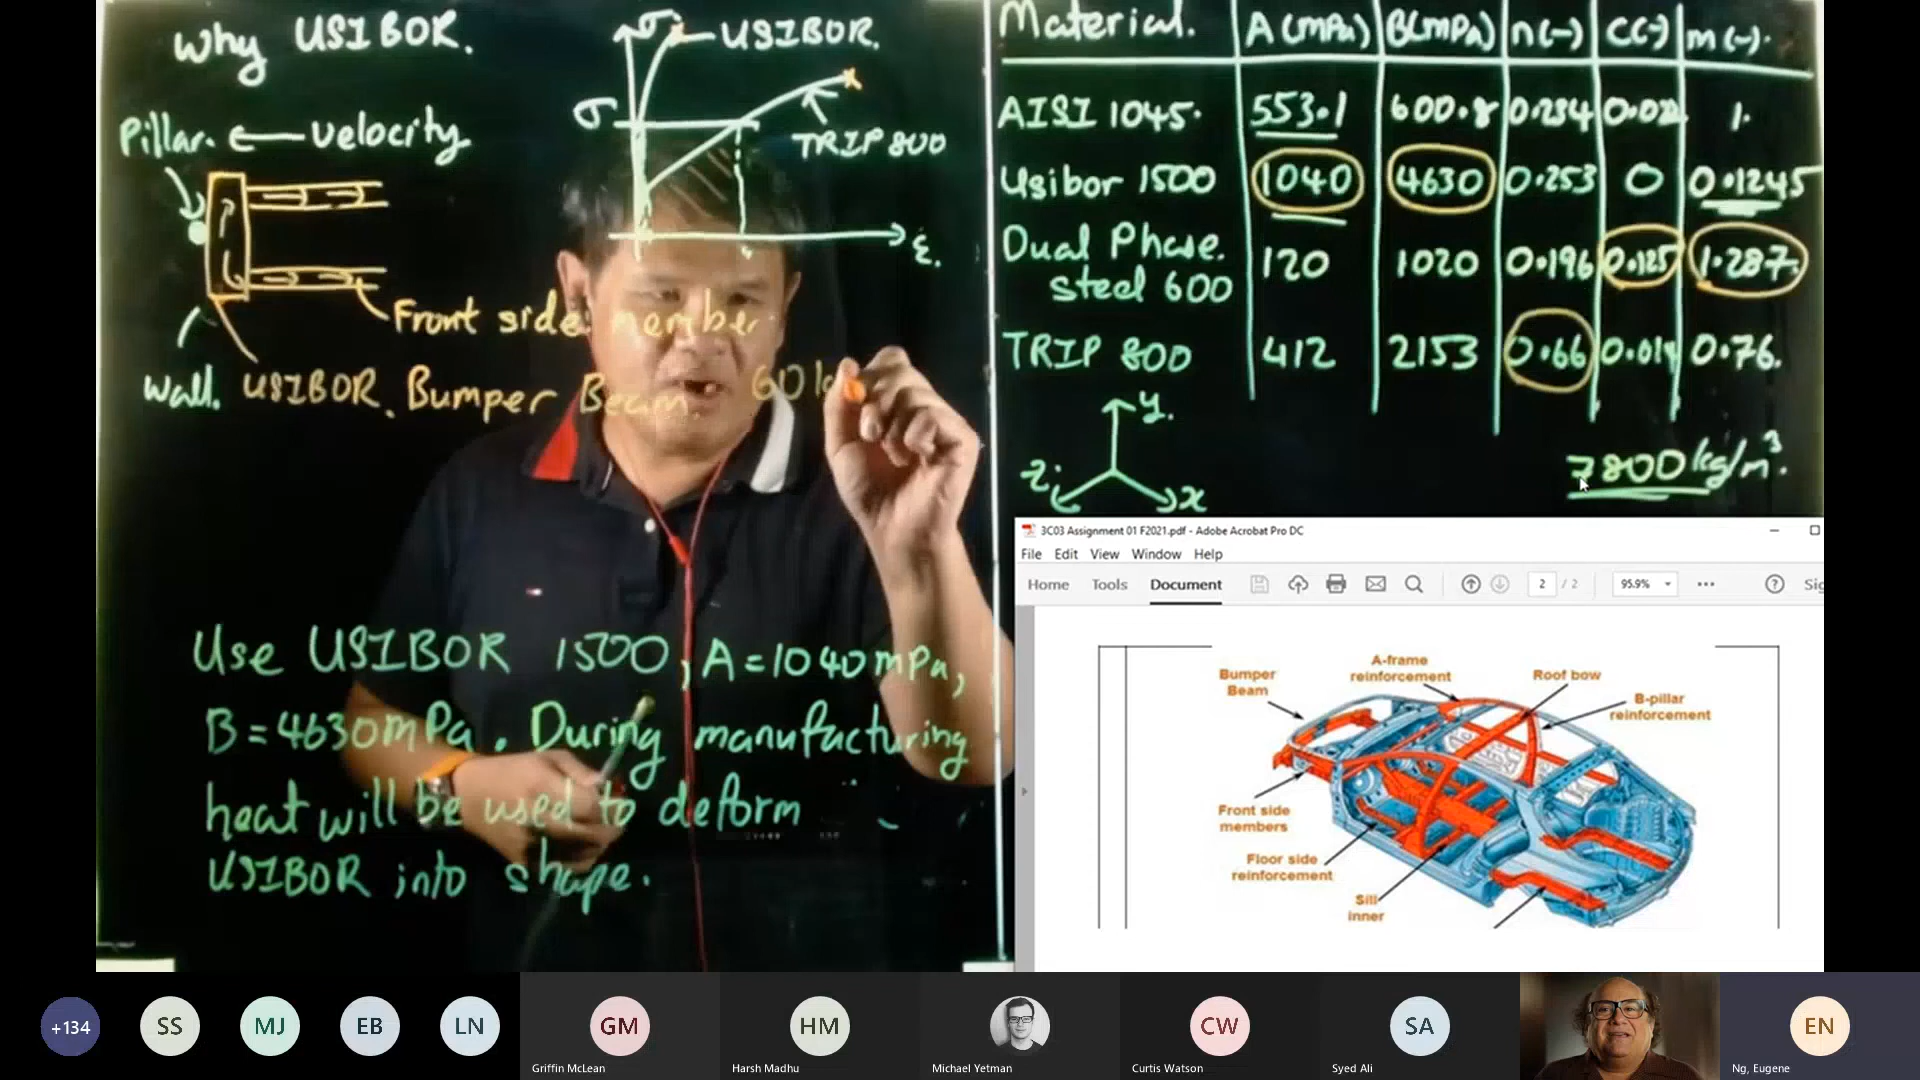 Why USIBOR.
σ
USIBOR.
σ
TRIP 800
ε.
Pillar. ← velocity
Front side member
Wall. USIBOR. Bumper Beam. 60k
Use USIBOR 1500, A = 1040 mPa,
B = 4630 mPa. During manufacturing
heat will be used to deform
USIBOR into shape.
Material. A (mPa) B(mPa) n(-) C(-) m(-).
AISI 1045. 553.1 600.8 0.234 1.
Usibor 1500 1040 4630 0.253 0 0.1245
Dual Phase.
steel 600 120 1020 0.196 0.125 1.287.
TRIP 800 412 2153 0.66 0.76.
y.
z.
x
7800 kg/m³.
3C03 Assignment 01 F2021.pdf - Adobe Acrobat Pro DC
File Edit View Window Help
Home Tools Document 2 / 2 95.9% Sig
Bumper
Beam
A-frame
reinforcement
Roof bow
B-pillar
reinforcement
Front side
members
Floor side
reinforcement
Sill
inner
+134 SS MJ EB LN GM HM CW SA EN
Griffin McLean Harsh Madhu Michael Yetman Curtis Watson Syed Ali Ng, Eugene